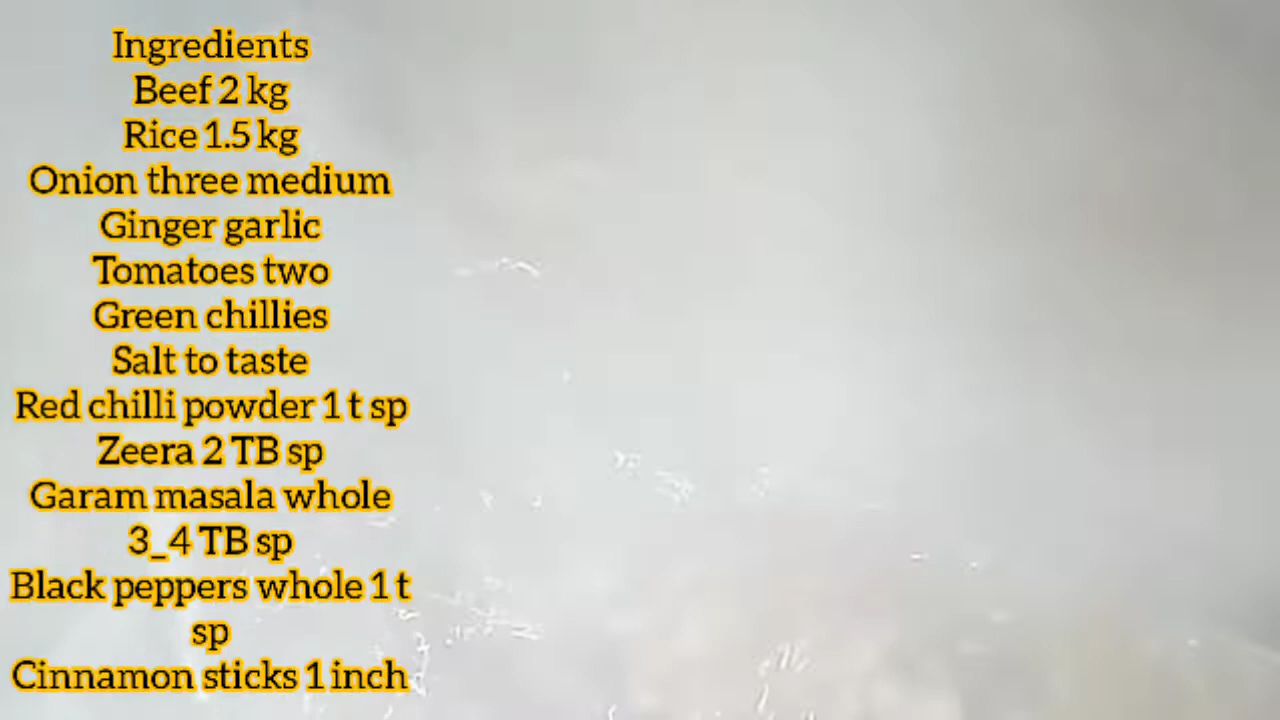 Ingredients
Beef 2 kg
Rice 1.5 kg
Onion three medium
Ginger garlic
Tomatoes two
Green chillies
Salt to taste
Red chilli powder 1 t sp
Zeera 2 TB sp
Garam masala whole
3_4 TB sp
Black peppers whole 1 t
sp
Cinnamon sticks 1 inch